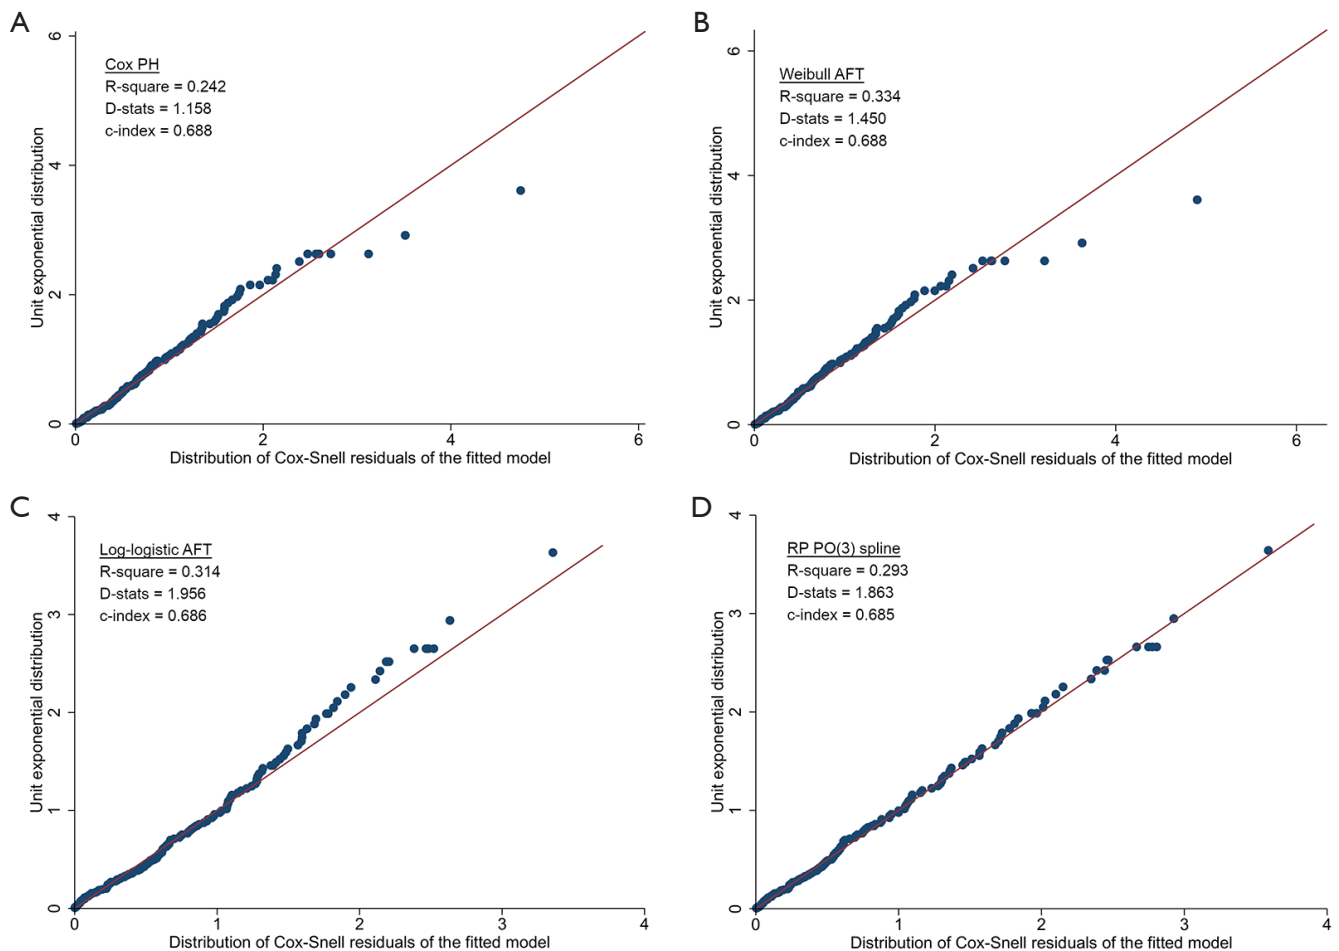 A
Cox PH
R-square = 0.242
D-stats = 1.158
c-index = 0.688
Unit exponential distribution
6
4
2
0
0 2 4 6
Distribution of Cox-Snell residuals of the fitted model
B
Weibull AFT
R-square = 0.334
D-stats = 1.450
c-index = 0.688
Unit exponential distribution
6
4
2
0
0 2 4 6
Distribution of Cox-Snell residuals of the fitted model
C
Log-logistic AFT
R-square = 0.314
D-stats = 1.956
c-index = 0.686
Unit exponential distribution
4
3
2
1
0
0 1 2 3 4
Distribution of Cox-Snell residuals of the fitted model
D
RP PO(3) spline
R-square = 0.293
D-stats = 1.863
c-index = 0.685
Unit exponential distribution
4
3
2
1
0
0 1 2 3 4
Distribution of Cox-Snell residuals of the fitted model